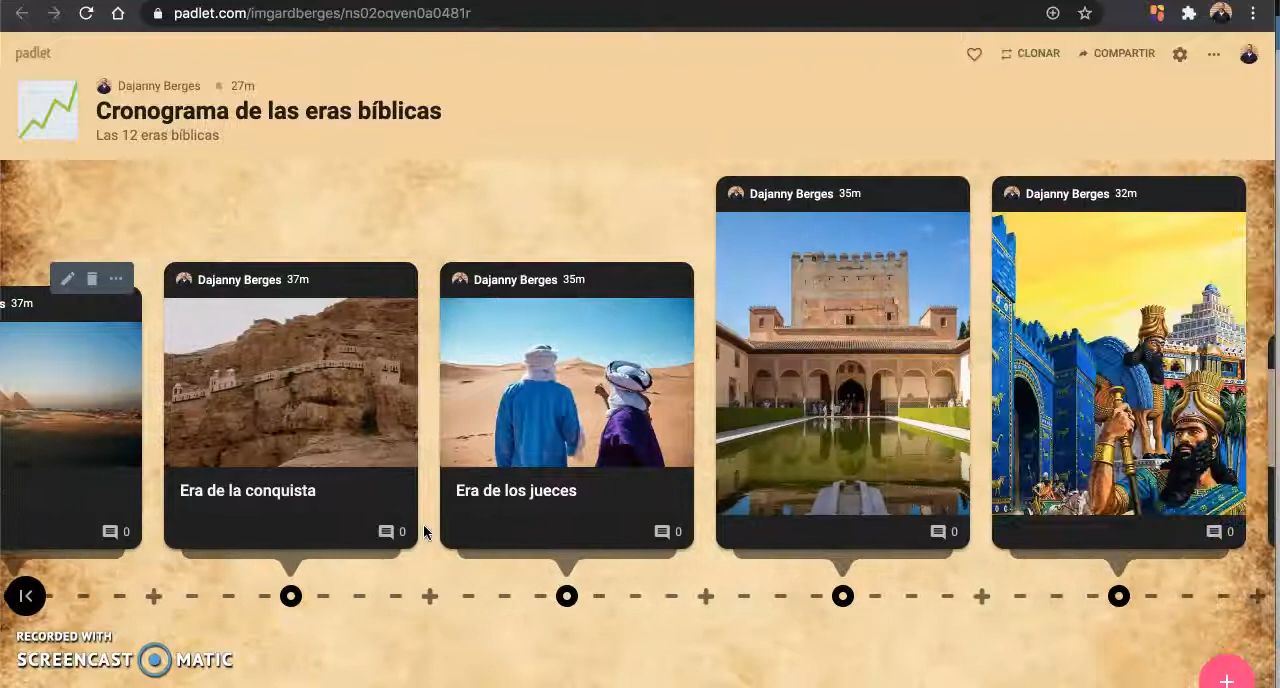 padlet.com/imgardberges/ns02oqven0a0481r
padlet
CLONAR
COMPARTIR
Dajanny Berges 27m
Cronograma de las eras bíblicas
Las 12 eras bíblicas
s 37m
0
Dajanny Berges 37m
Era de la conquista
0
Dajanny Berges 35m
Era de los jueces
0
Dajanny Berges 35m
0
Dajanny Berges 32m
0
RECORDED WITH
SCREENCAST MATIC